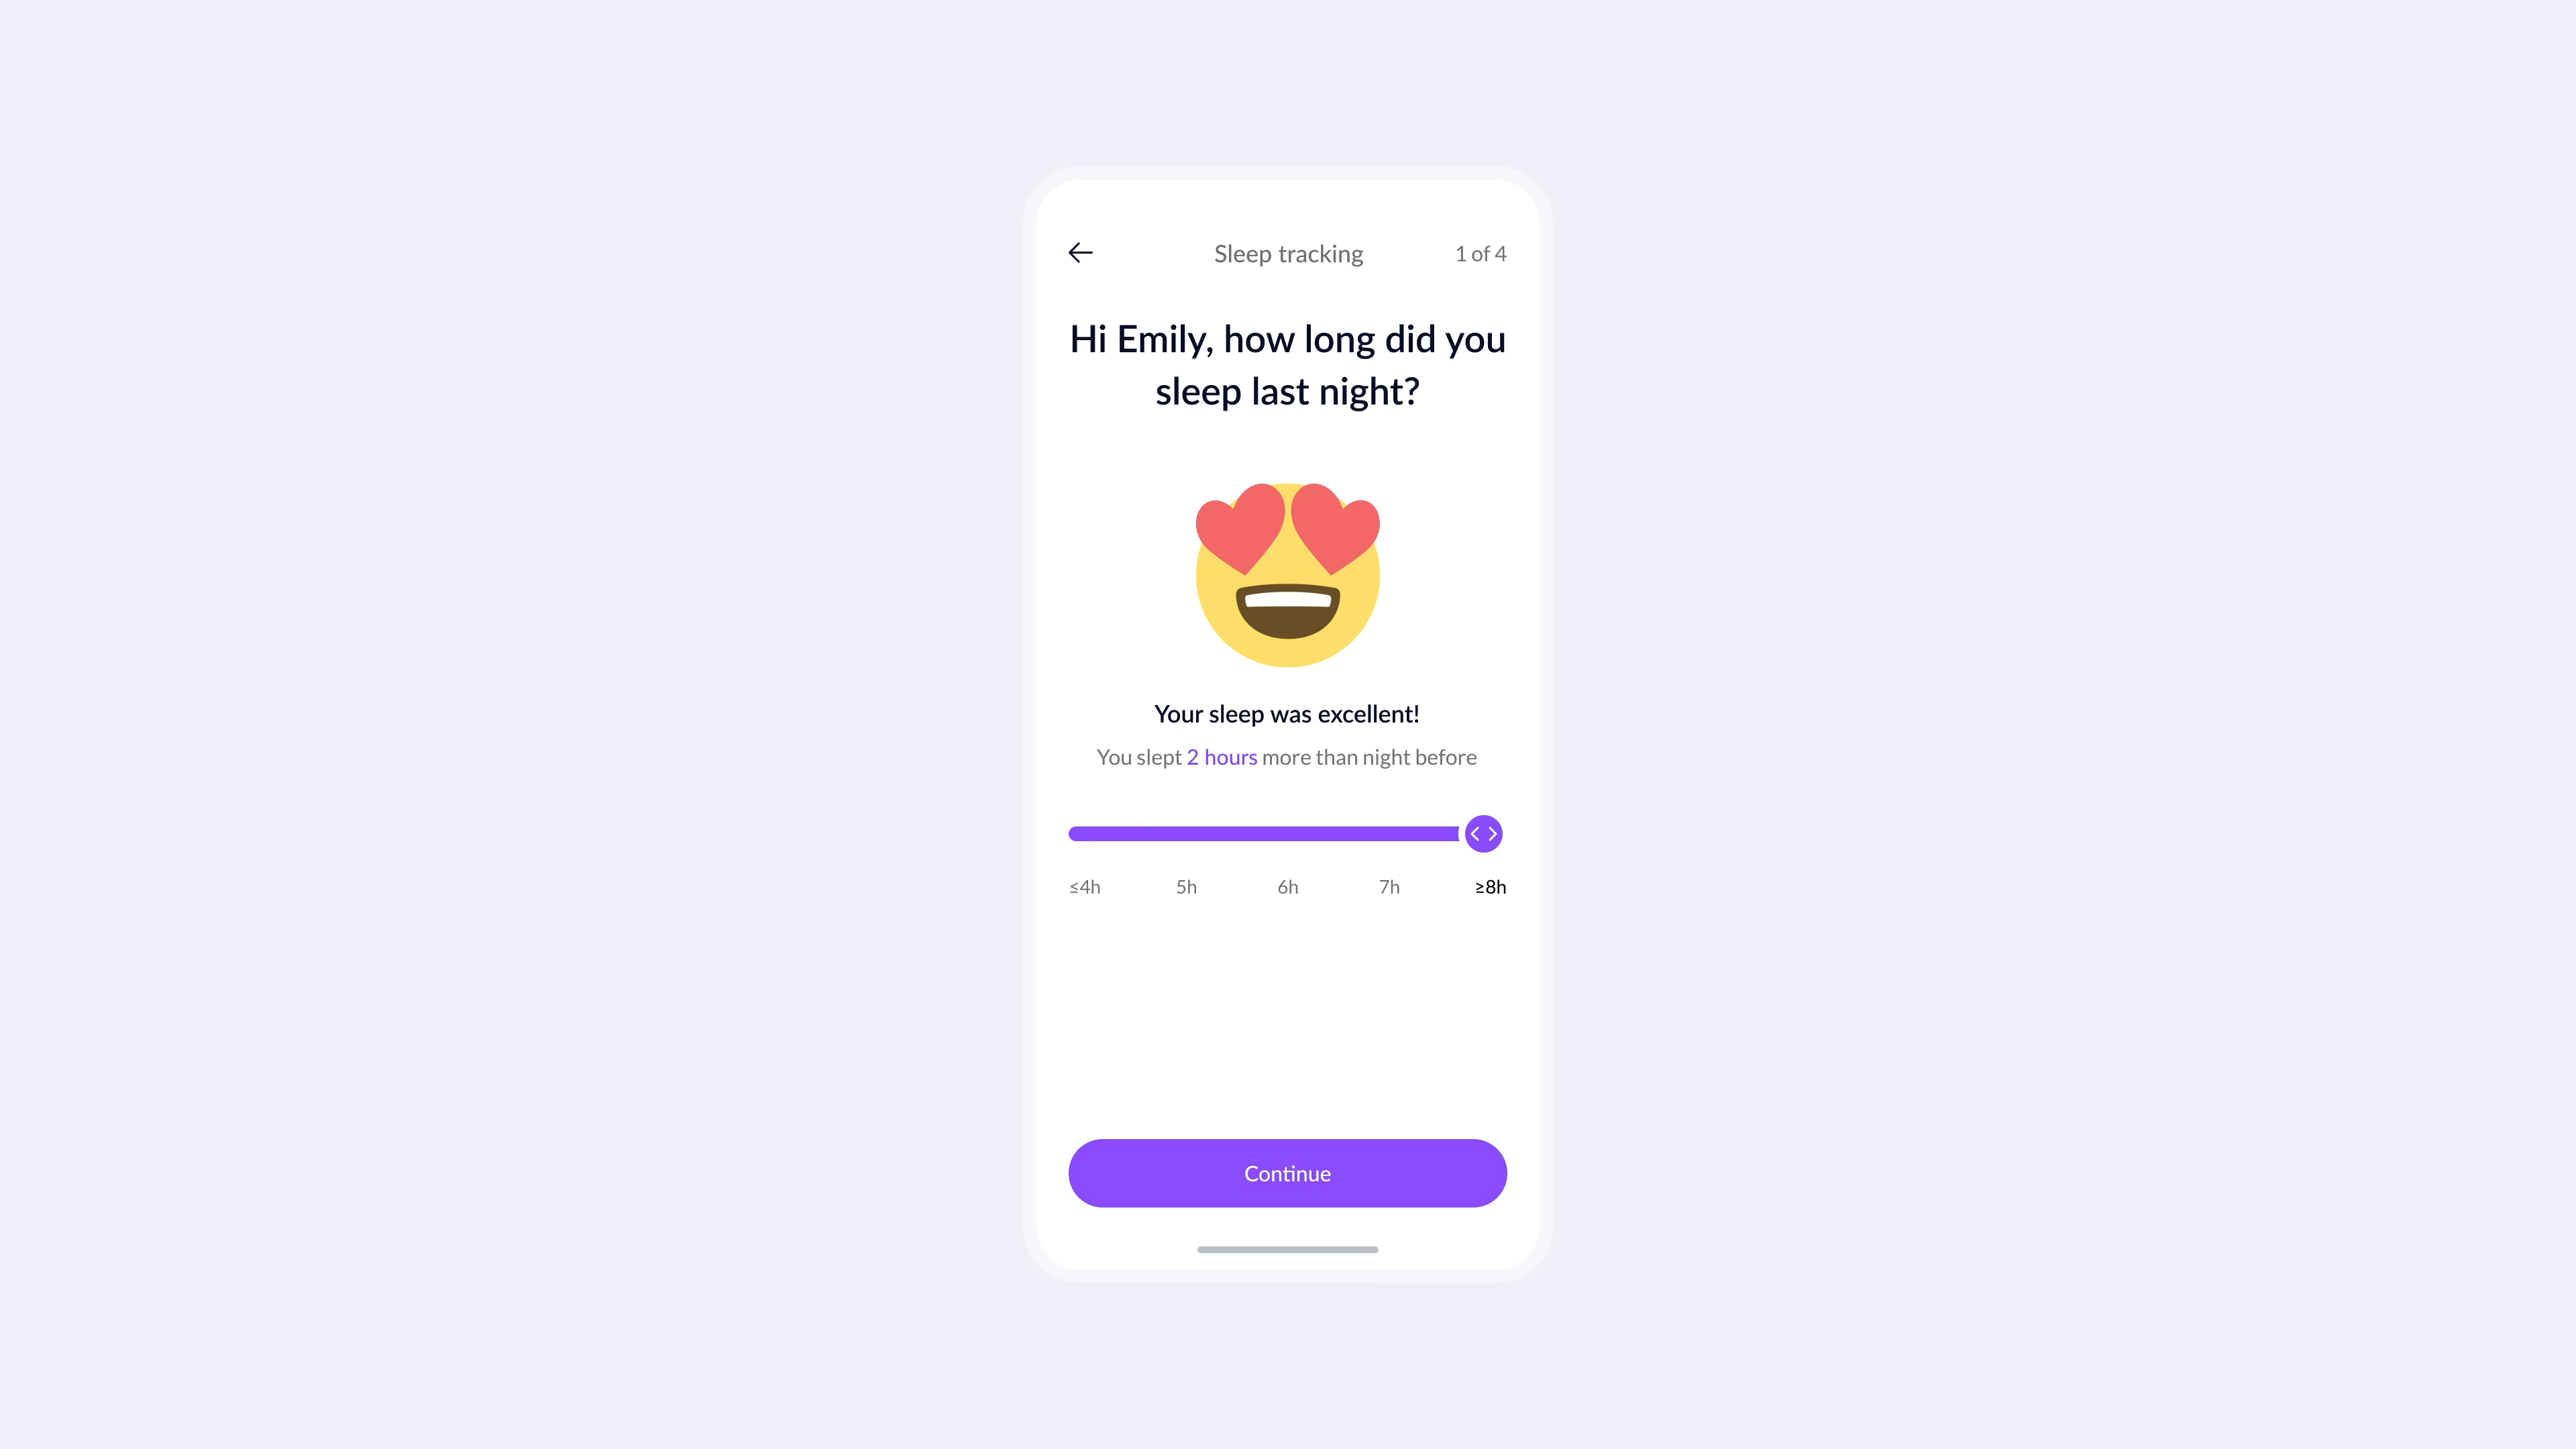 Sleep tracking
1 of 4
Hi Emily, how long did you
sleep last night?
Your sleep was excellent!
You slept 2 hours more than night before
≤4h
5h
6h
7h
≥8h
Continue